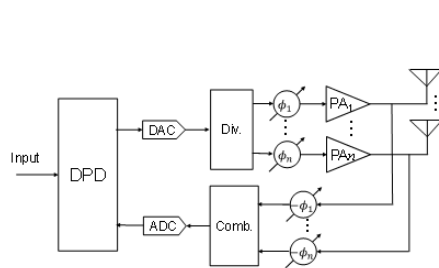 Input
DPD
DAC
Div.
ϕ₁
PA₁
⋮
⋮
⋮
ϕₙ
PAn
ADC
Comb.
−ϕ₁
⋮
−ϕₙ